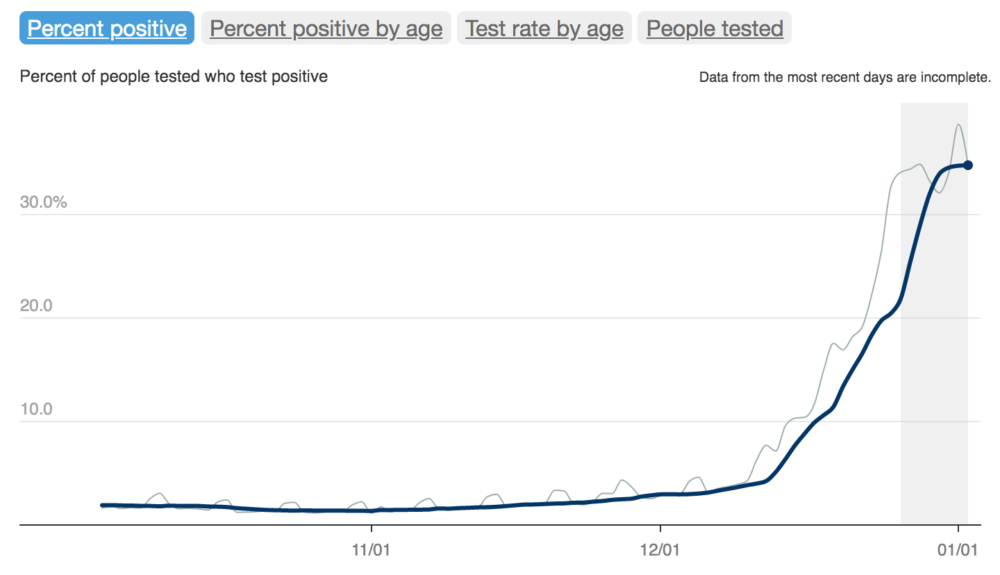 Percent positive Percent positive by age Test rate by age People tested
Percent of people tested who test positive Data from the most recent days are incomplete.
30.0%
20.0
10.0
11/01 12/01 01/01